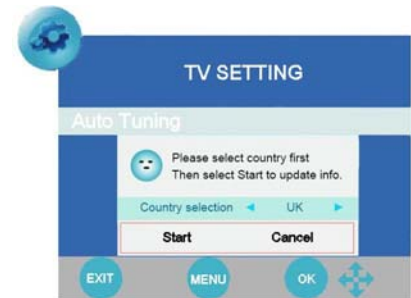 TV SETTING
Auto Tuning
Please select country first
Then select Start to update info.
Country selection UK
Start Cancel
EXIT MENU OK